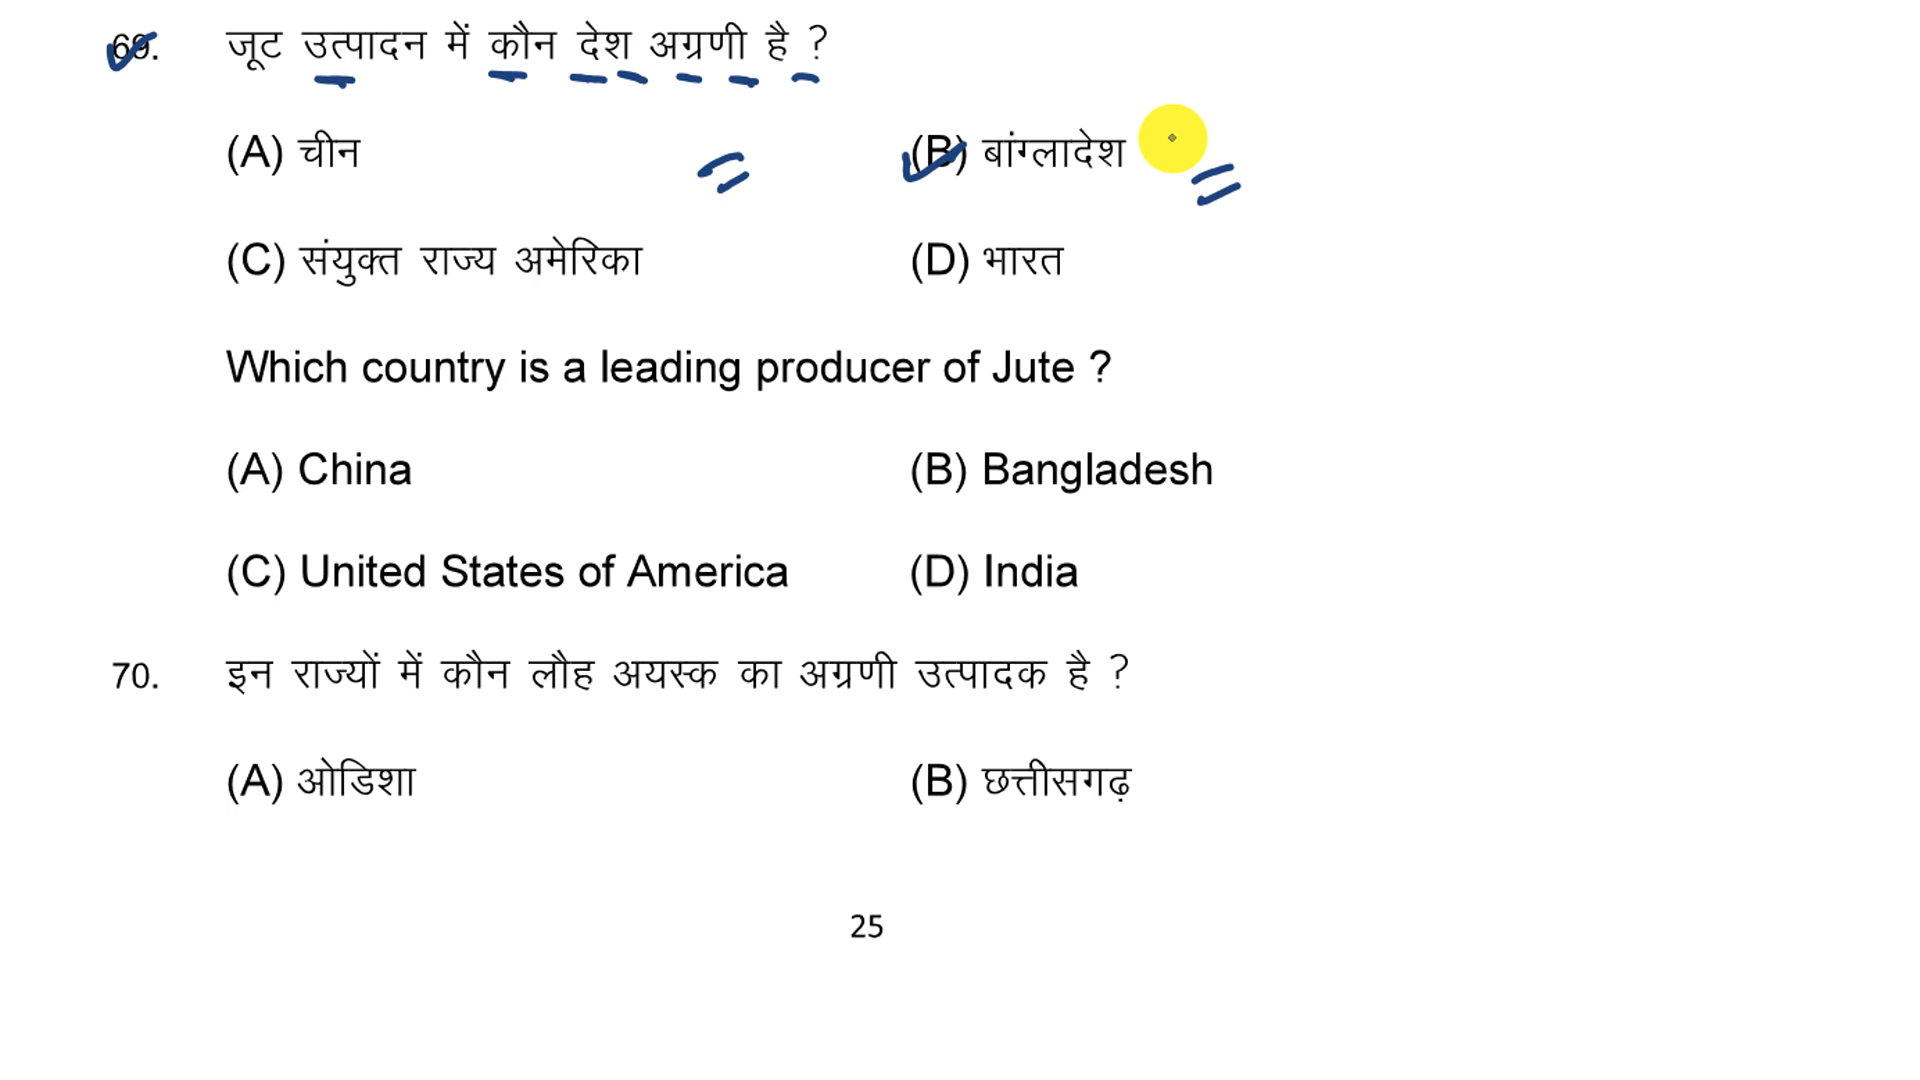 69. जूट उत्पादन में कौन देश अग्रणी है ?
(A) चीन (B) बांग्लादेश
(C) संयुक्त राज्य अमेरिका (D) भारत
Which country is a leading producer of Jute ?
(A) China (B) Bangladesh
(C) United States of America (D) India
70. इन राज्यों में कौन लौह अयस्क का अग्रणी उत्पादक है ?
(A) ओडिशा (B) छत्तीसगढ़
25